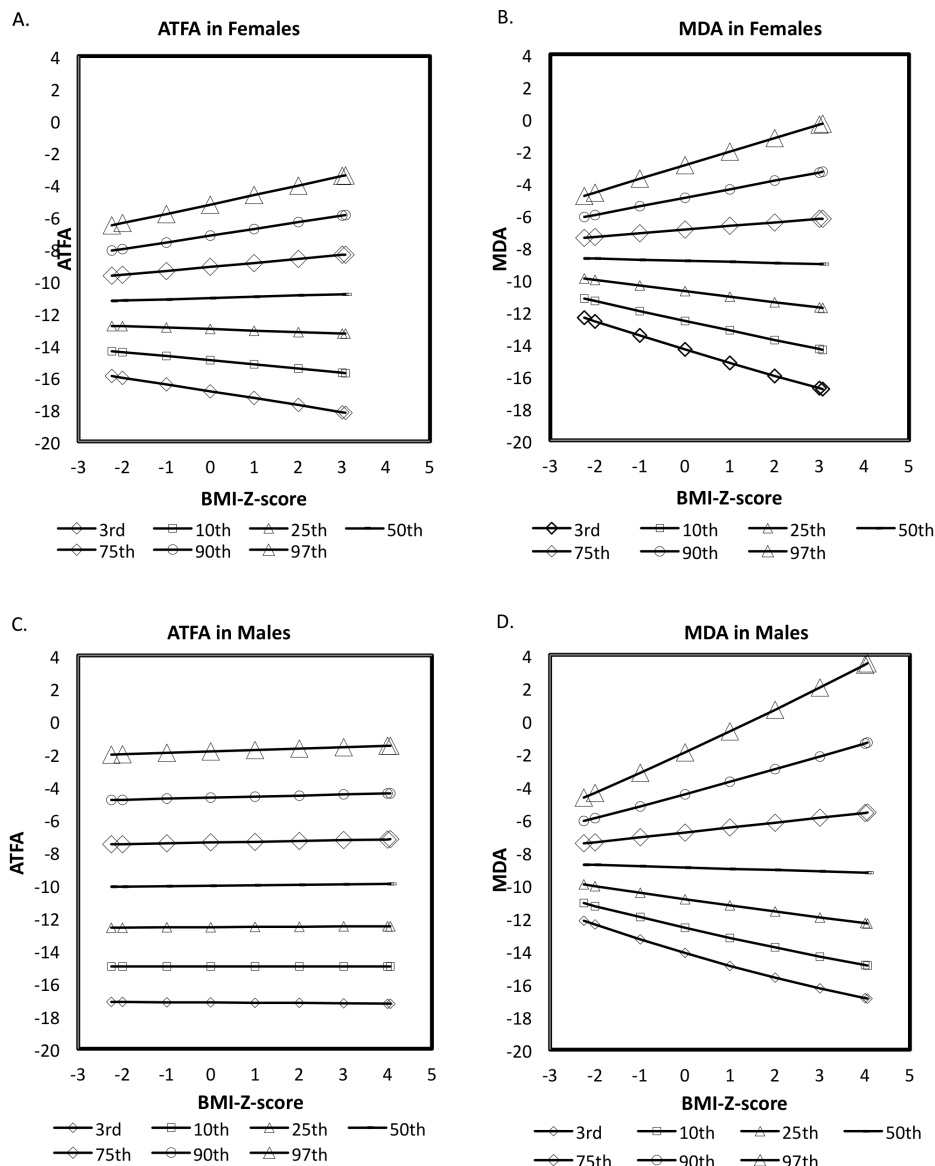 A.
ATFA in Females
4
2
0
-2
-4
-6
-8
-10
-12
-14
-16
-18
-20
ATFA
-3 -2 -1 0 1 2 3 4 5
BMI-Z-score
3rd 10th 25th 50th
75th 90th 97th
B.
MDA in Females
4
2
0
-2
-4
-6
-8
-10
-12
-14
-16
-18
-20
MDA
-3 -2 -1 0 1 2 3 4 5
BMI-Z-score
3rd 10th 25th 50th
75th 90th 97th
C.
ATFA in Males
4
2
0
-2
-4
-6
-8
-10
-12
-14
-16
-18
-20
ATFA
-3 -2 -1 0 1 2 3 4 5
BMI-Z-score
3rd 10th 25th 50th
75th 90th 97th
D.
MDA in Males
4
2
0
-2
-4
-6
-8
-10
-12
-14
-16
-18
-20
MDA
-3 -2 -1 0 1 2 3 4 5
BMI-Z-score
3rd 10th 25th 50th
75th 90th 97th